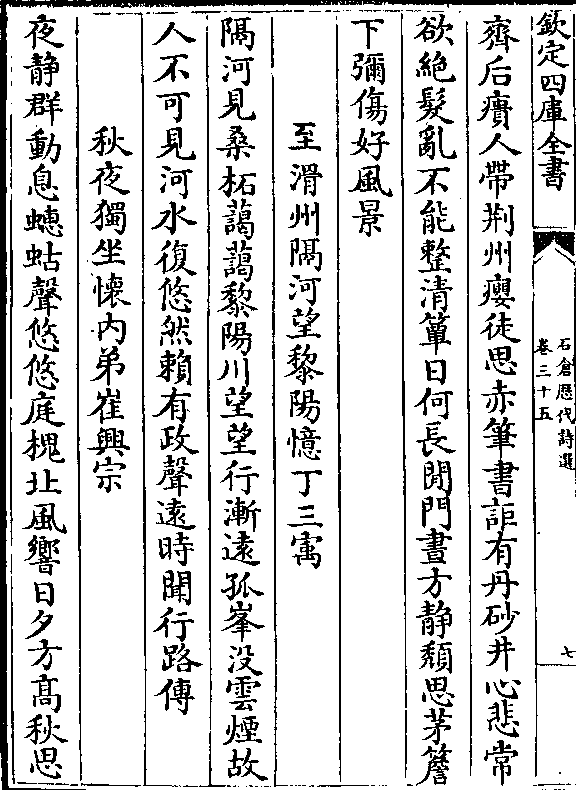 欽定四庫全書
石倉歷代詩選
卷三十五
七
齊后賷人帶荆州癭徒思赤筆書詎有丹砂井心悲常
欲絶髮亂不能整清簟日何長閒門晝方静頽思茅簷
下彌傷好風景
至滑州隔河望黎陽憶丁三寓
隔河見桑柘藹藹黎陽川望望行漸遠孤峯没雲煙故
人不可見河水復悠然賴有政聲遠時聞行路傳
秋夜獨坐懷内弟崔興宗
夜静群動息蟪蛄聲悠悠庭槐北風響日夕方髙秋思